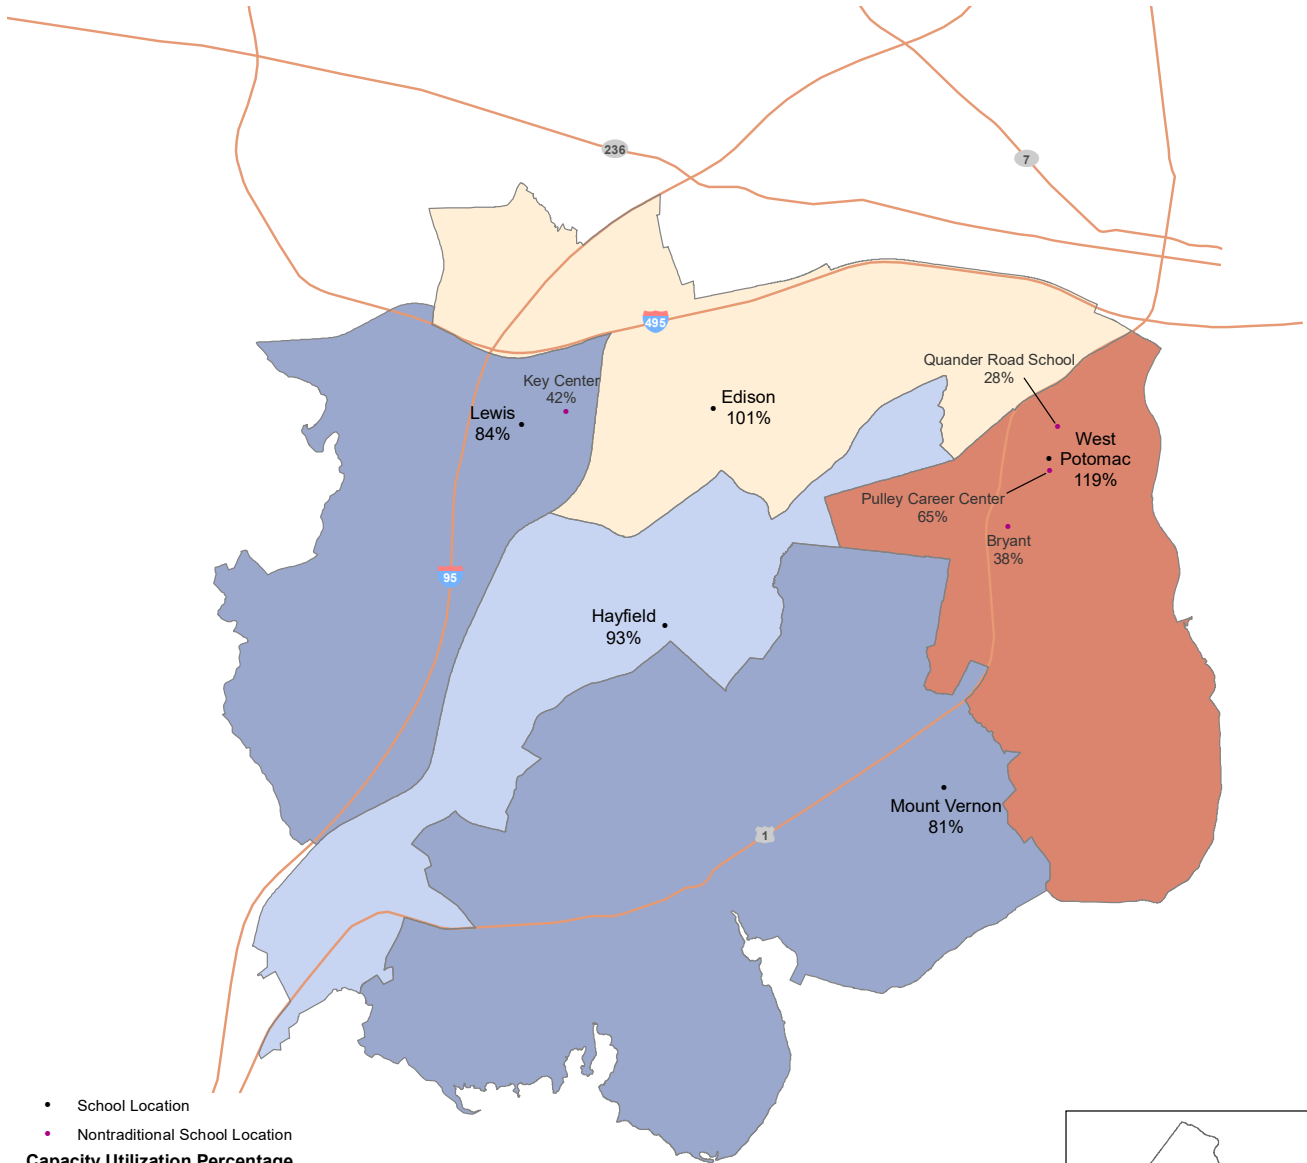 236
7
495
Quander Road School
28%
Key Center
42%
Edison
101%
Lewis
84%
West
Potomac
119%
Pulley Career Center
65%
Bryant
38%
95
Hayfield
93%
Mount Vernon
81%
1
School Location
Nontraditional School Location
Capacity Utilization Percentage